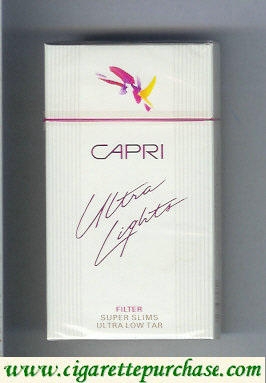 CAPRI
Ultra
Lights
FILTER
SUPER SLIMS
ULTRA LOW TAR
www.cigarettepurchase.com